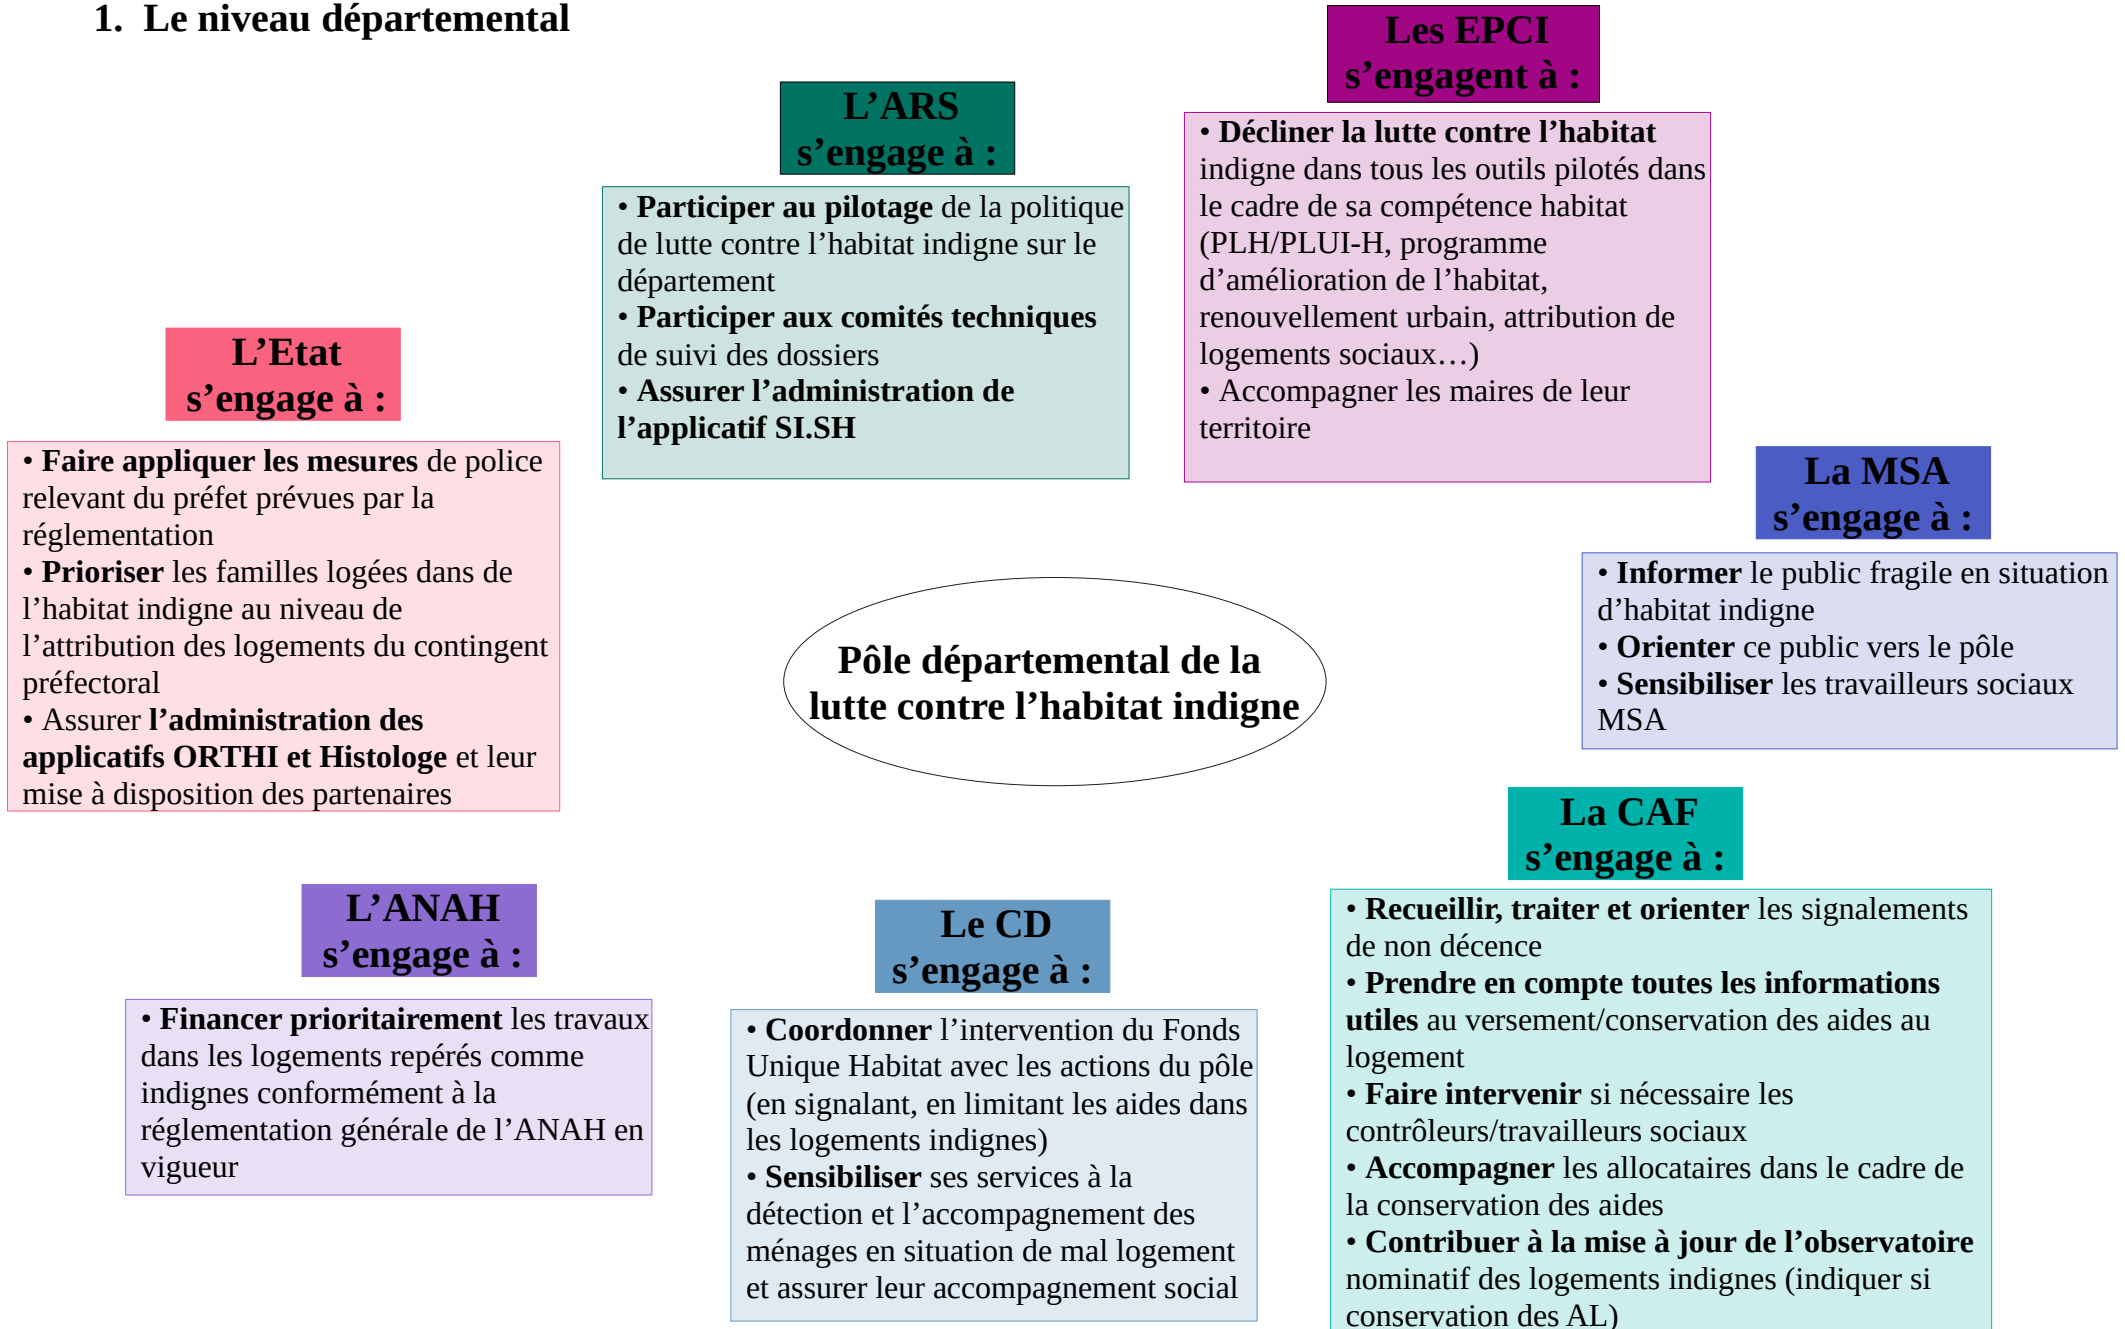 1. Le niveau départemental
Les EPCI
s’engagent à :
• Décliner la lutte contre l’habitat
indigne dans tous les outils pilotés dans
le cadre de sa compétence habitat
(PLH/PLUI-H, programme
d’amélioration de l’habitat,
renouvellement urbain, attribution de
logements sociaux…)
• Accompagner les maires de leur
territoire
L’ARS
s’engage à :
• Participer au pilotage de la politique
de lutte contre l’habitat indigne sur le
département
• Participer aux comités techniques
de suivi des dossiers
• Assurer l’administration de
l’applicatif SI.SH
L’Etat
s’engage à :
• Faire appliquer les mesures de police
relevant du préfet prévues par la
réglementation
• Prioriser les familles logées dans de
l’habitat indigne au niveau de
l’attribution des logements du contingent
préfectoral
• Assurer l’administration des
applicatifs ORTHI et Histologe et leur
mise à disposition des partenaires
La MSA
s’engage à :
• Informer le public fragile en situation
d’habitat indigne
• Orienter ce public vers le pôle
• Sensibiliser les travailleurs sociaux
MSA
Pôle départemental de la
lutte contre l’habitat indigne
L’ANAH
s’engage à :
• Financer prioritairement les travaux
dans les logements repérés comme
indignes conformément à la
réglementation générale de l’ANAH en
vigueur
Le CD
s’engage à :
• Coordonner l’intervention du Fonds
Unique Habitat avec les actions du pôle
(en signalant, en limitant les aides dans
les logements indignes)
• Sensibiliser ses services à la
détection et l’accompagnement des
ménages en situation de mal logement
et assurer leur accompagnement social
La CAF
s’engage à :
• Recueillir, traiter et orienter les signalements
de non décence
• Prendre en compte toutes les informations
utiles au versement/conservation des aides au
logement
• Faire intervenir si nécessaire les
contrôleurs/travailleurs sociaux
• Accompagner les allocataires dans le cadre de
la conservation des aides
• Contribuer à la mise à jour de l’observatoire
nominatif des logements indignes (indiquer si
conservation des AL)